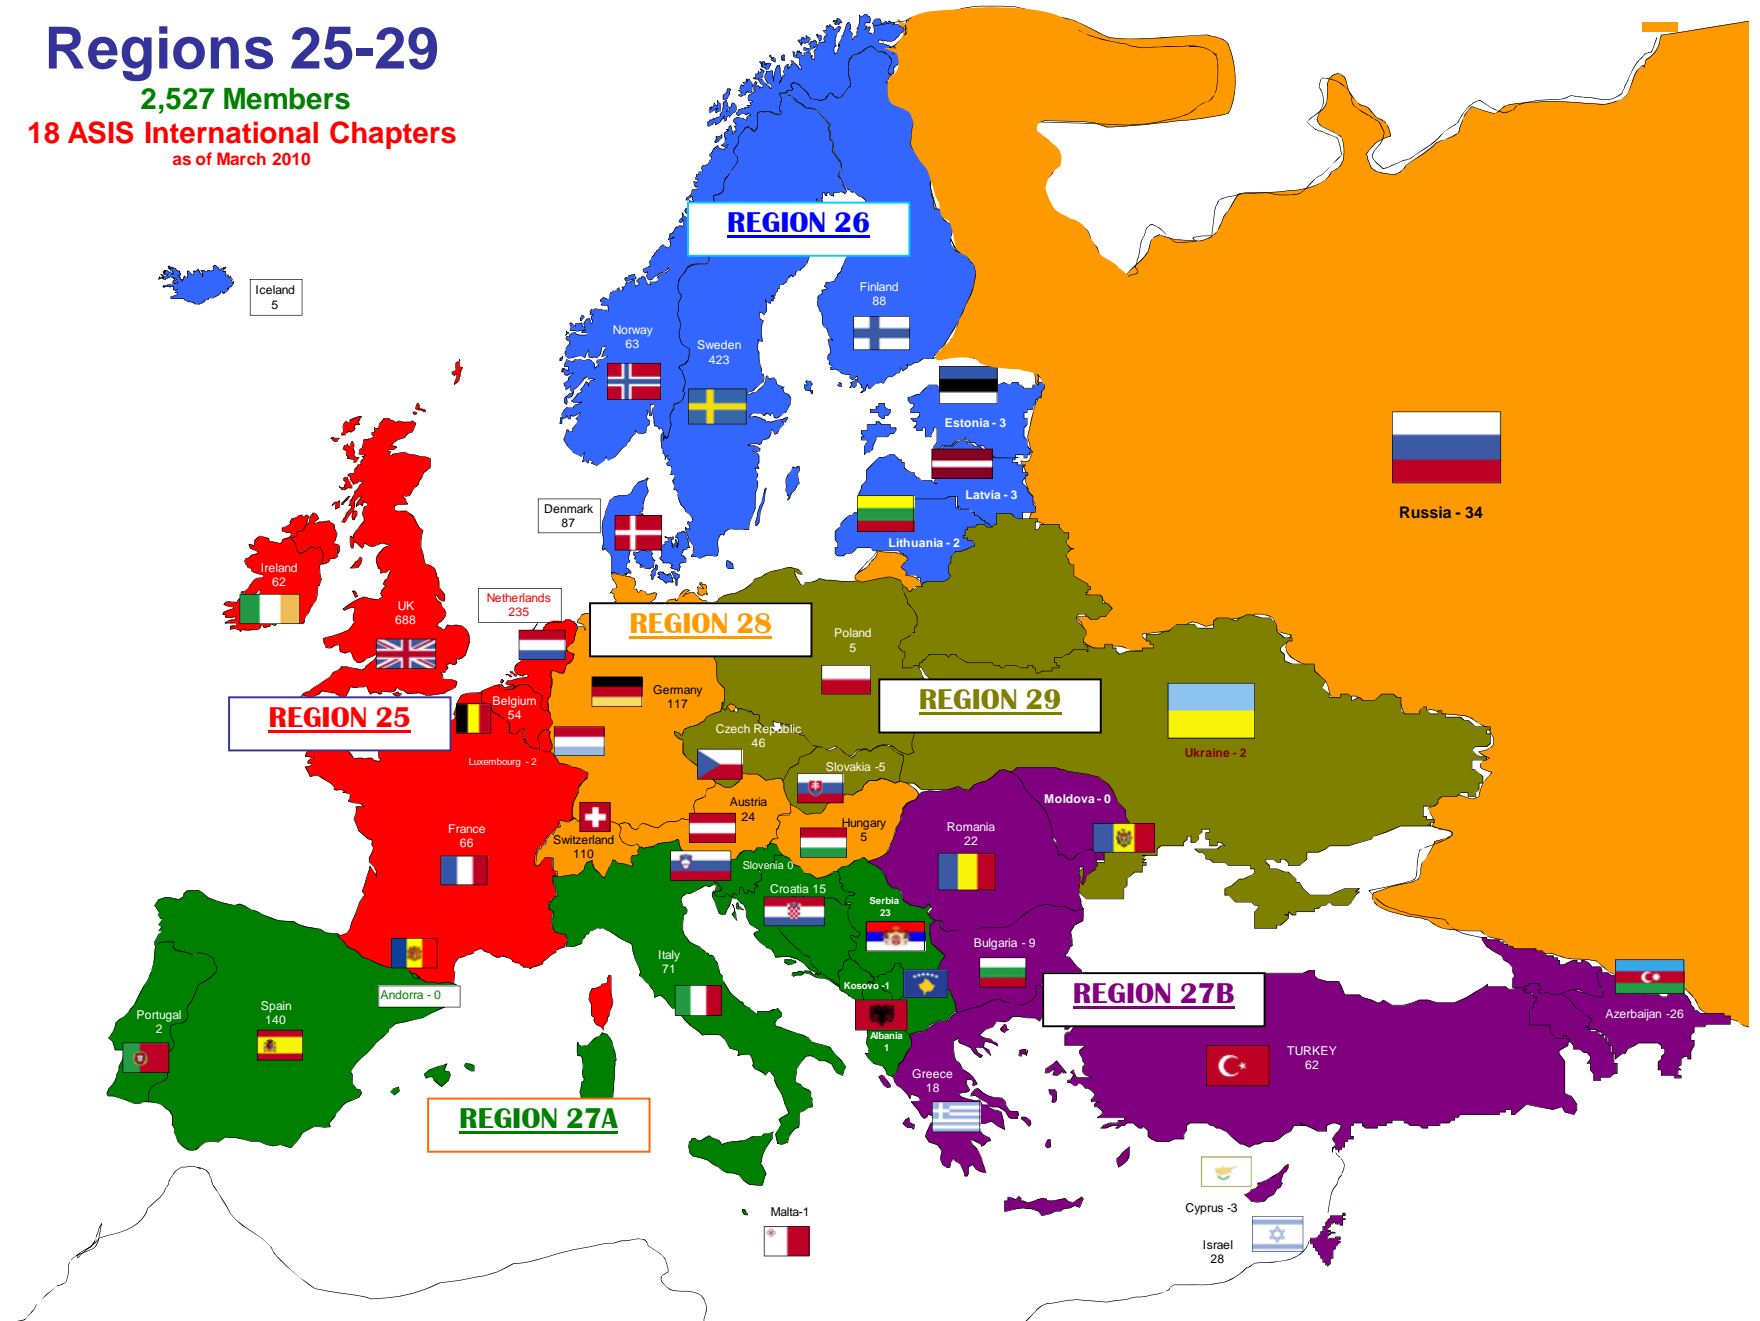 Regions 25-29
2,527 Members
18 ASIS International Chapters
as of March 2010
REGION 26
Iceland
5
Finland
88
Norway
63
Sweden
423
Estonia - 3
Latvia - 3
Denmark
87
Lithuania - 2
Russia - 34
Ireland
62
UK
688
Netherlands
235
REGION 28
Poland
5
REGION 25
Belgium
54
Germany
117
REGION 29
Czech Republic
46
Luxembourg - 2
Slovakia -5
Ukraine - 2
Austria
24
Moldova - 0
France
66
Switzerland
110
Hungary
5
Romania
22
Slovenia 0
Croatia 15
Serbia
23
Italy
71
Bulgaria - 9
Andorra - 0
Kosovo -1
REGION 27B
Spain
140
Portugal
2
Albania
1
Azerbaijan -26
TURKEY
62
Greece
18
REGION 27A
Malta-1
Cyprus -3
Israel
28